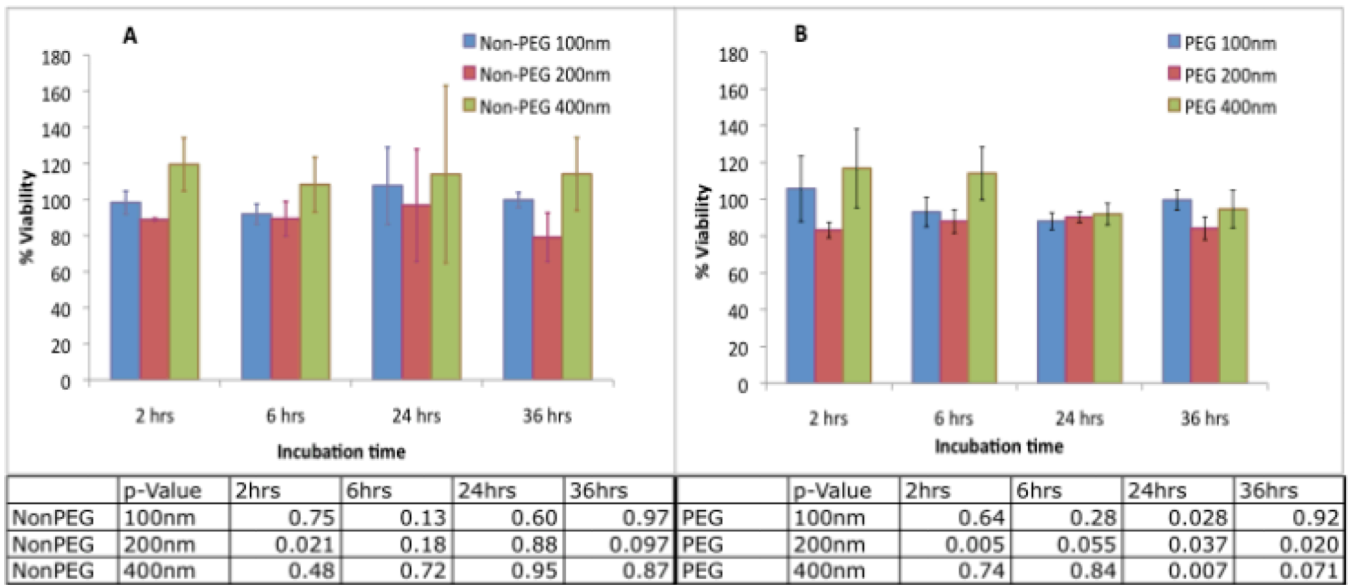 A
Non-PEG 100nm
Non-PEG 200nm
Non-PEG 400nm
% Viability
180
160
140
120
100
80
60
40
20
0
2 hrs 6 hrs 24 hrs 36 hrs
Incubation time
B
PEG 100nm
PEG 200nm
PEG 400nm
% Viability
180
160
140
120
100
80
60
40
20
0
2 hrs 6 hrs 24 hrs 36 hrs
Incubation time
p-Value 2hrs 6hrs 24hrs 36hrs
NonPEG 100nm 0.75 0.13 0.60 0.97
NonPEG 200nm 0.021 0.18 0.88 0.097
NonPEG 400nm 0.48 0.72 0.95 0.87
p-Value 2hrs 6hrs 24hrs 36hrs
PEG 100nm 0.64 0.28 0.028 0.92
PEG 200nm 0.005 0.055 0.037 0.020
PEG 400nm 0.74 0.84 0.007 0.071